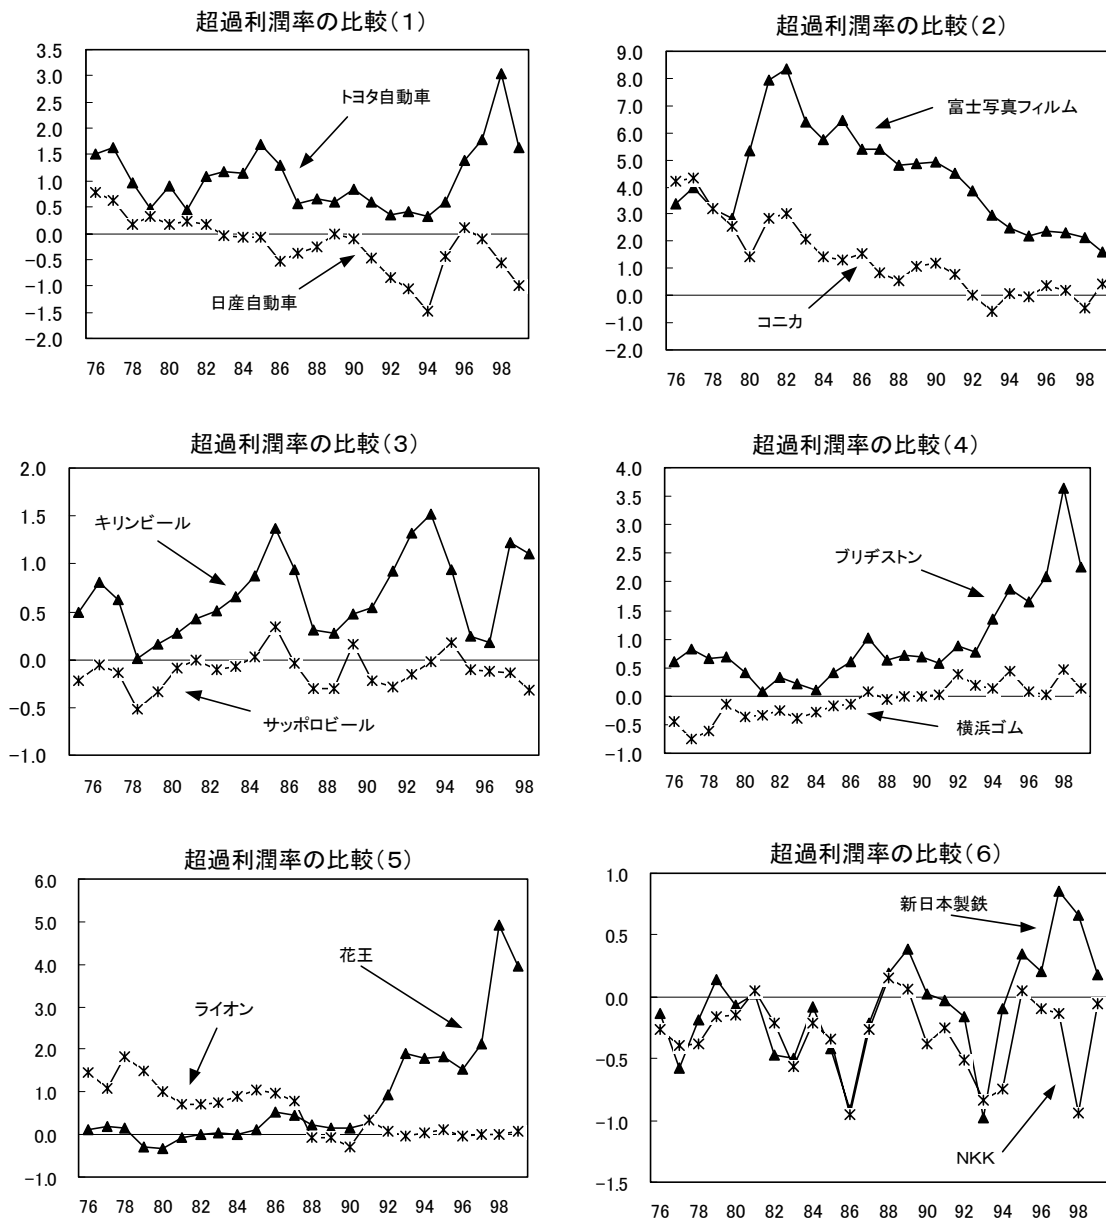 超過利潤率の比較(1)
3.5
3.0
2.5
2.0
1.5
1.0
0.5
0.0
−0.5
−1.0
−1.5
−2.0
トヨタ自動車
日産自動車
76 78 80 82 84 86 88 90 92 94 96 98
超過利潤率の比較(2)
9.0
8.0
7.0
6.0
5.0
4.0
3.0
2.0
1.0
0.0
−1.0
−2.0
富士写真フィルム
コニカ
76 78 80 82 84 86 88 90 92 94 96 98
超過利潤率の比較(3)
2.0
1.5
1.0
0.5
0.0
−0.5
−1.0
キリンビール
サッポロビール
76 78 80 82 84 86 88 90 92 94 96 98
超過利潤率の比較(4)
4.0
3.5
3.0
2.5
2.0
1.5
1.0
0.5
0.0
−0.5
−1.0
ブリヂストン
横浜ゴム
76 78 80 82 84 86 88 90 92 94 96 98
超過利潤率の比較(5)
6.0
5.0
4.0
3.0
2.0
1.0
0.0
−1.0
花王
ライオン
76 78 80 82 84 86 88 90 92 94 96 98
超過利潤率の比較(6)
1.0
0.5
0.0
−0.5
−1.0
−1.5
新日本製鉄
NKK
76 78 80 82 84 86 88 90 92 94 96 98